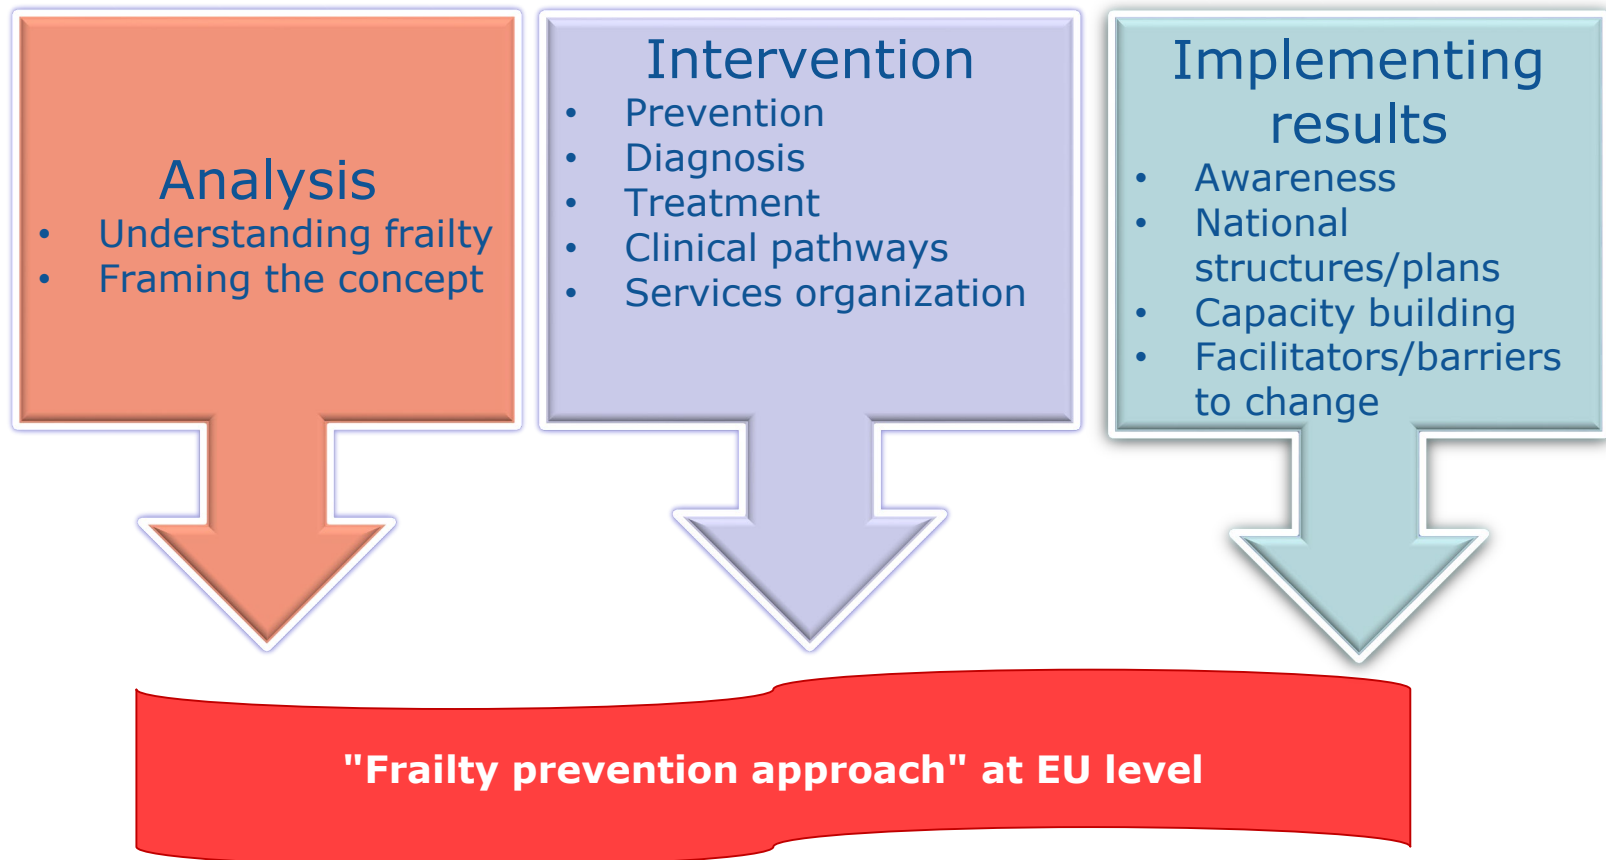 Analysis
• Understanding frailty
• Framing the concept
Intervention
• Prevention
• Diagnosis
• Treatment
• Clinical pathways
• Services organization
Implementing
results
• Awareness
• National
structures/plans
• Capacity building
• Facilitators/barriers
to change
"Frailty prevention approach" at EU level